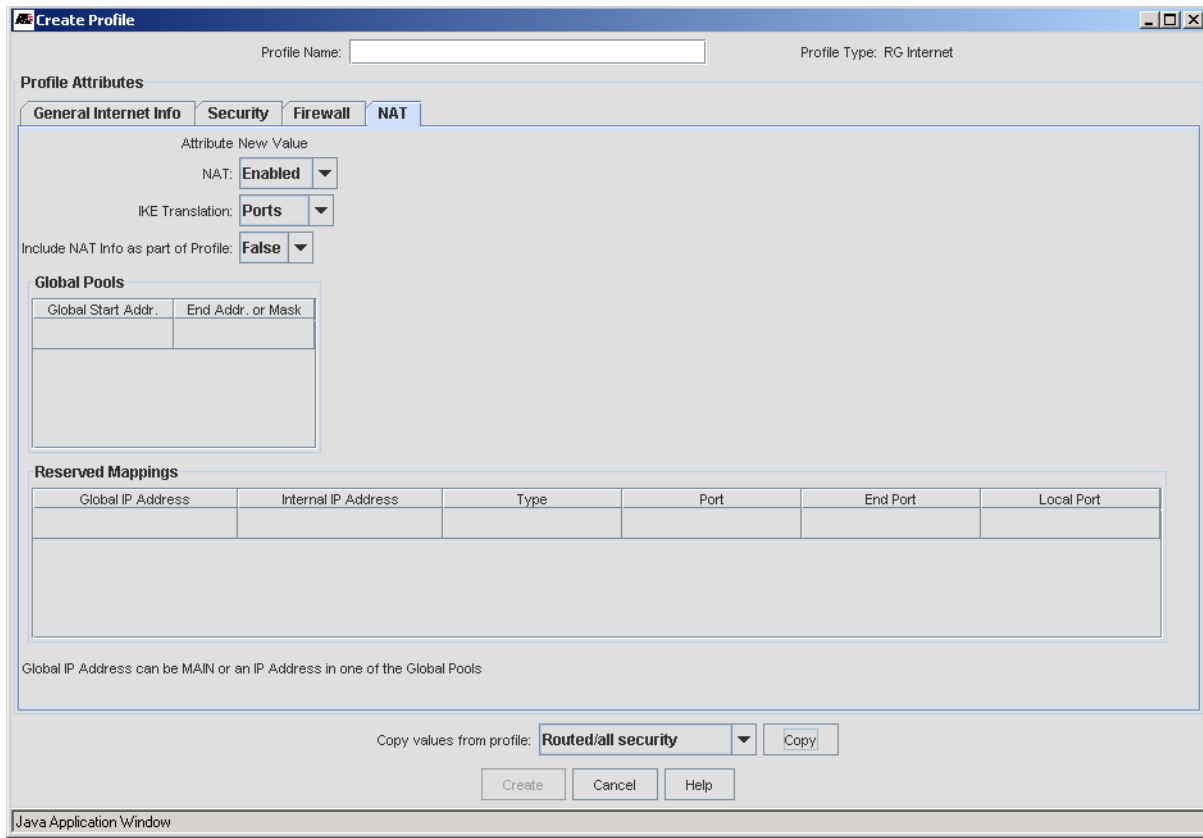 Create Profile
Profile Name: Profile Type: RG Internet
Profile Attributes
General Internet Info Security Firewall NAT
Attribute New Value
NAT: Enabled
IKE Translation: Ports
Include NAT Info as part of Profile: False
Global Pools
Global Start Addr. End Addr. or Mask
Reserved Mappings
Global IP Address Internal IP Address Type Port End Port Local Port
Global IP Address can be MAIN or an IP Address in one of the Global Pools
Copy values from profile: Routed/all security Copy
Create Cancel Help
Java Application Window